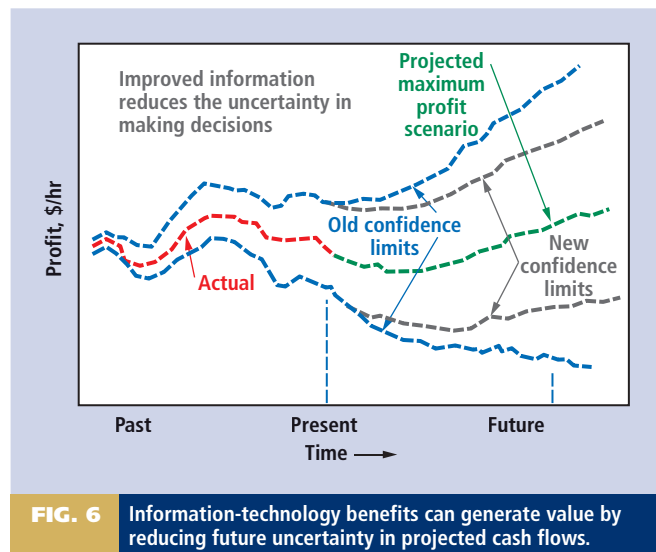 Improved information
reduces the uncertainty in
making decisions
Projected
maximum
profit
scenario
Profit, $/hr
Old confidence
limits
New
confidence
limits
Actual
Past
Present
Future
Time
FIG. 6
Information-technology benefits can generate value by
reducing future uncertainty in projected cash flows.